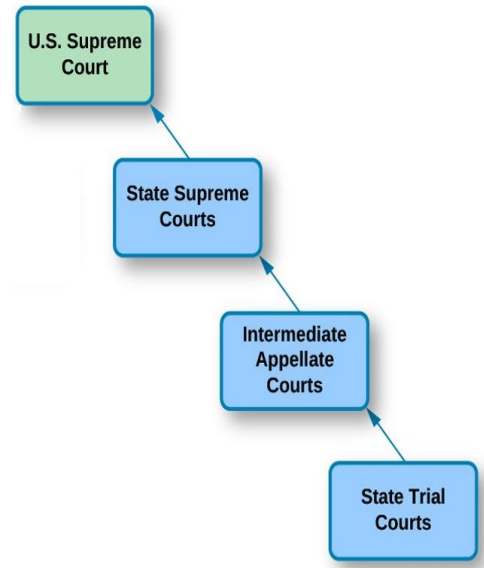 U.S. Supreme
Court
State Supreme
Courts
Intermediate
Appellate
Courts
State Trial
Courts